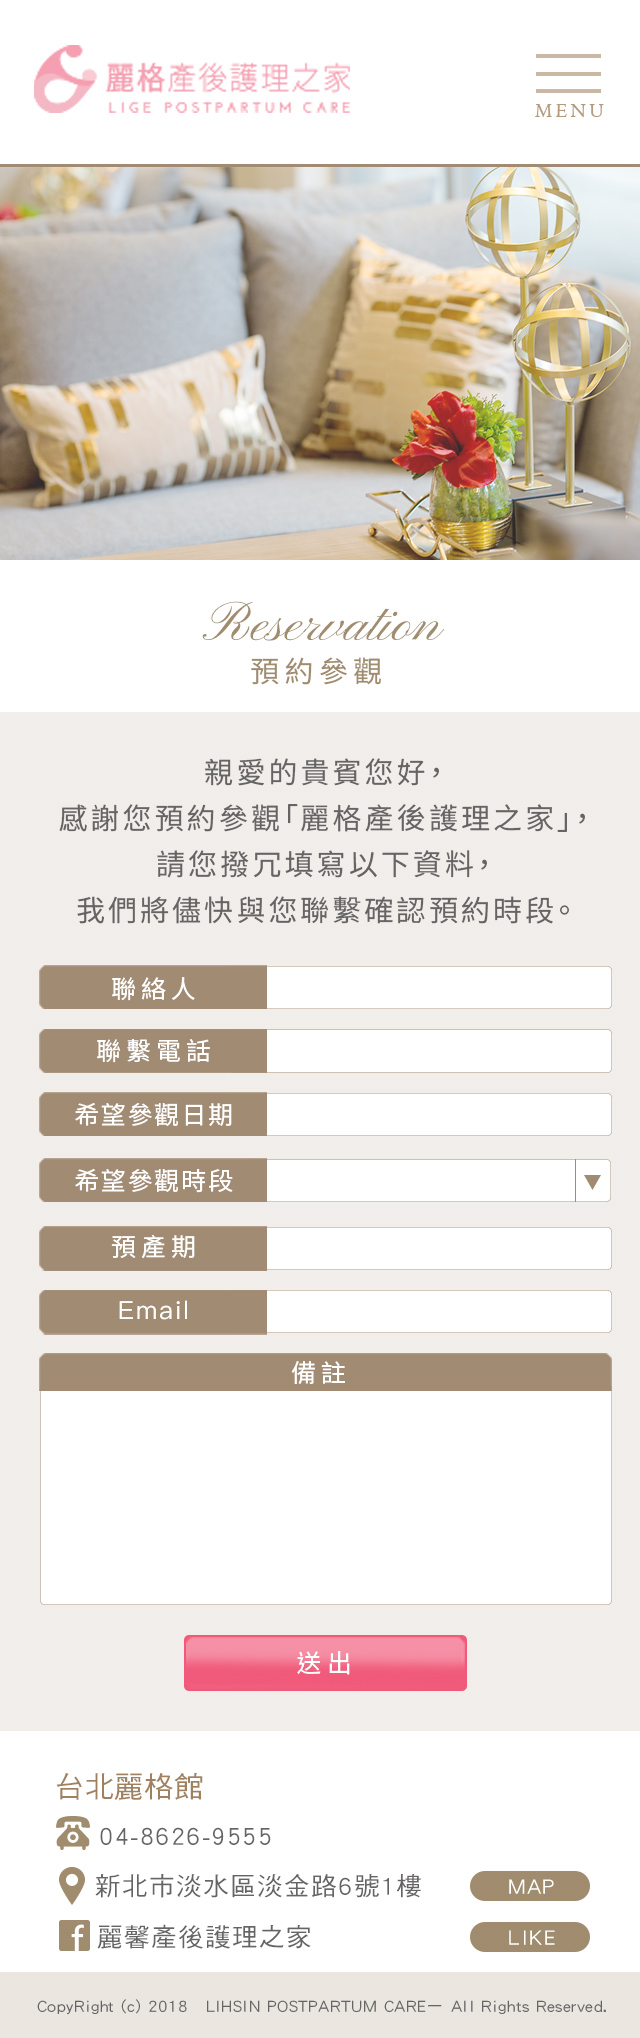 麗格產後護理之家
LIGE POSTPARTUM CARE
MENU
Reservation
預約參觀
親愛的貴賓您好，
感謝您預約參觀「麗格產後護理之家」，
請您撥冗填寫以下資料，
我們將儘快與您聯繫確認預約時段。
聯絡人
聯繫電話
希望參觀日期
希望參觀時段
預產期
Email
備註
送出
台北麗格館
04-8626-9555
新北市淡水區淡金路6號1樓
MAP
麗馨產後護理之家
LIKE
CopyRight (c) 2018 LIHSIN POSTPARTUM CARE一 All Rights Reserved.